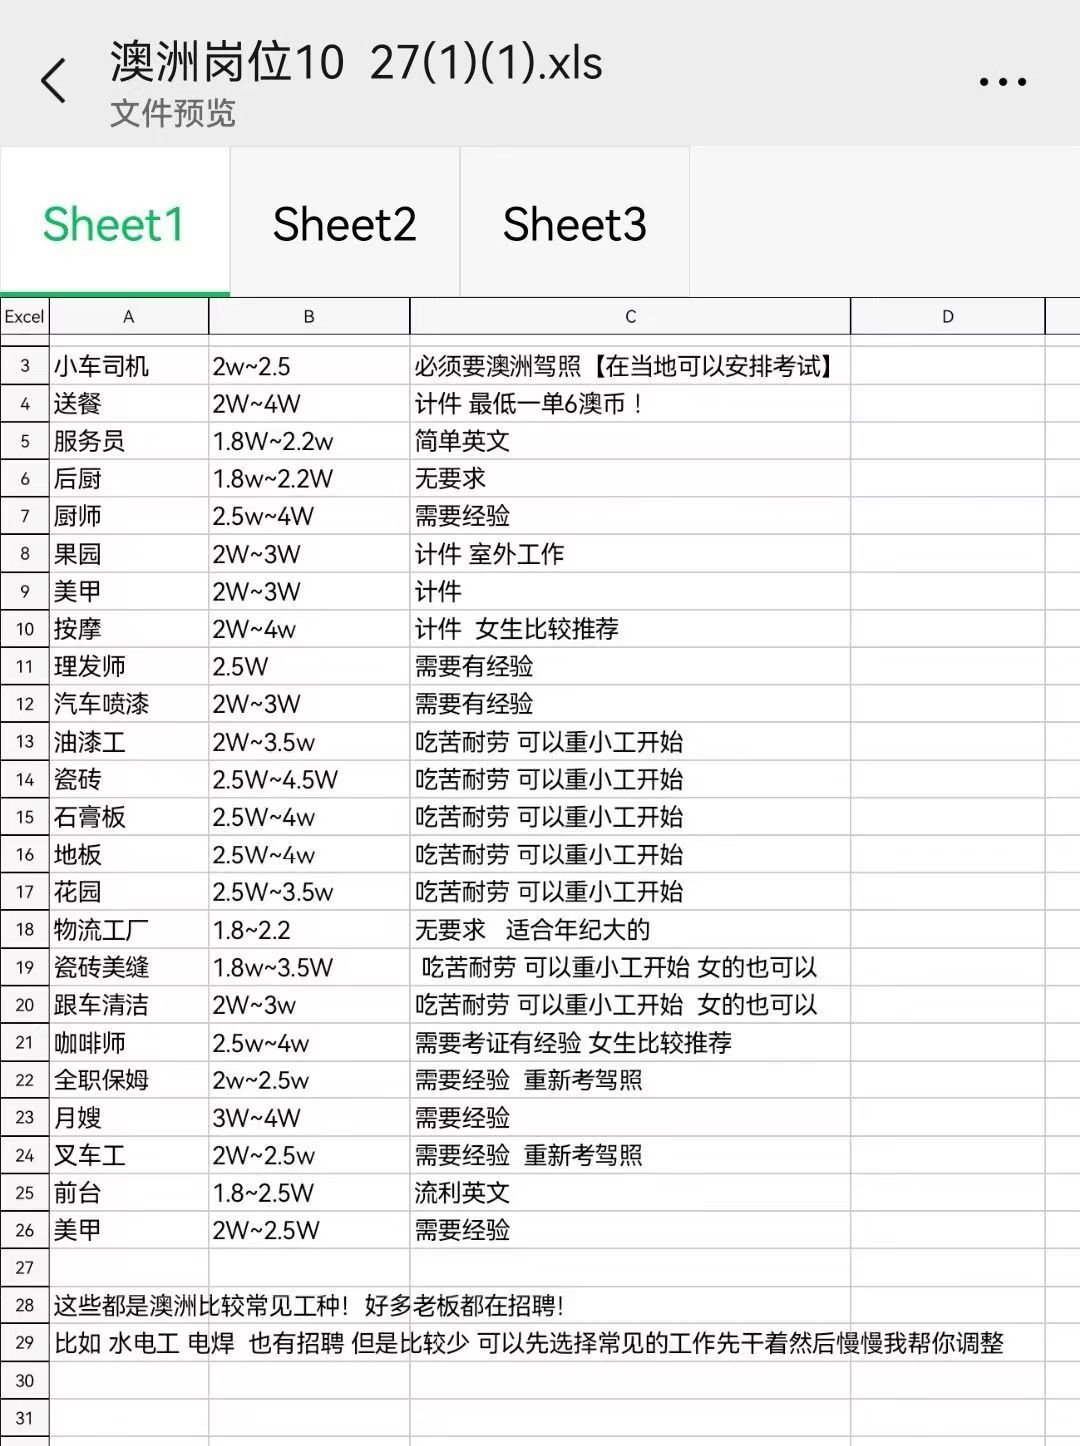 澳洲岗位10 27(1)(1).xls
文件预览
Sheet1 Sheet2 Sheet3
Excel A B C D
3 小车司机 2w~2.5 必须要澳洲驾照【在当地可以安排考试】
4 送餐 2W~4W 计件 最低一单6澳币！
5 服务员 1.8W~2.2w 简单英文
6 后厨 1.8w~2.2W 无要求
7 厨师 2.5w~4W 需要经验
8 果园 2W~3W 计件 室外工作
9 美甲 2W~3W 计件
10 按摩 2W~4w 计件 女生比较推荐
11 理发师 2.5W 需要有经验
12 汽车喷漆 2W~3W 需要有经验
13 油漆工 2W~3.5w 吃苦耐劳 可以重小工开始
14 瓷砖 2.5W~4.5W 吃苦耐劳 可以重小工开始
15 石膏板 2.5W~4w 吃苦耐劳 可以重小工开始
16 地板 2.5W~4w 吃苦耐劳 可以重小工开始
17 花园 2.5W~3.5w 吃苦耐劳 可以重小工开始
18 物流工厂 1.8~2.2 无要求 适合年纪大的
19 瓷砖美缝 1.8w~3.5W 吃苦耐劳 可以重小工开始 女的也可以
20 跟车清洁 2W~3w 吃苦耐劳 可以重小工开始 女的也可以
21 咖啡师 2.5w~4w 需要考证有经验 女生比较推荐
22 全职保姆 2w~2.5w 需要经验 重新考驾照
23 月嫂 3W~4W 需要经验
24 叉车工 2W~2.5w 需要经验 重新考驾照
25 前台 1.8~2.5W 流利英文
26 美甲 2W~2.5W 需要经验
27
28 这些都是澳洲比较常见工种！好多老板都在招聘！
29 比如 水电工 电焊 也有招聘 但是比较少 可以先选择常见的工作先干着然后慢慢我帮你调整
30
31